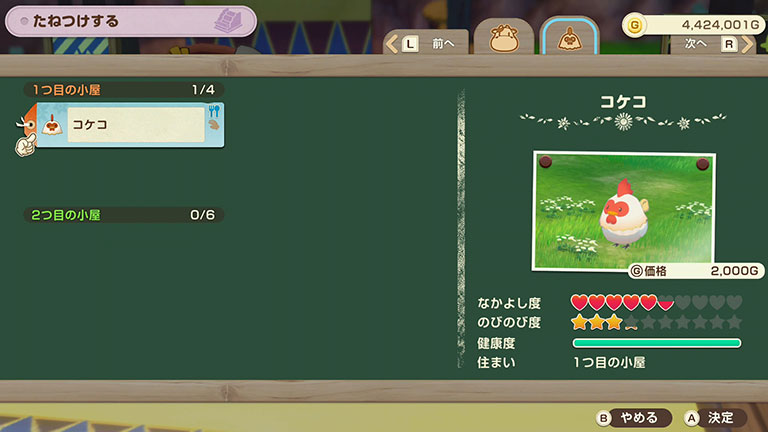 たねつけする
L 前へ
4,424,001G
次へ R
1つ目の小屋 1/4
コケコ
2つ目の小屋 0/6
コケコ
G価格 2,000G
なかよし度
のびのび度
健康度
住まい 1つ目の小屋
B やめる A 決定